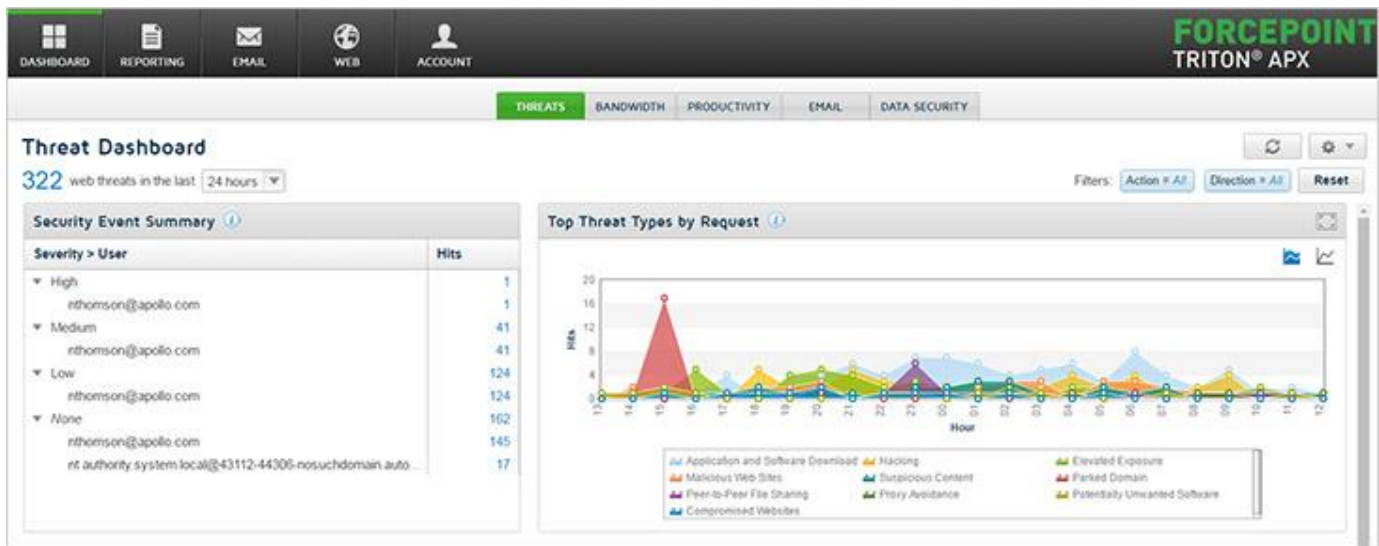 DASHBOARD REPORTING EMAIL WEB ACCOUNT
FORCEPOINT
TRITON® APX
THREATS BANDWIDTH PRODUCTIVITY EMAIL DATA SECURITY
Threat Dashboard
322 web threats in the last 24 hours
Filters: Action = All Direction = All Reset
Security Event Summary
Severity > User Hits
High 1
nthomson@apollo.com 1
Medium 41
nthomson@apollo.com 41
Low 124
nthomson@apollo.com 124
None 162
nthomson@apollo.com 145
nt authority.system.local@43112-44306-nosuchdomain.auto... 17
Top Threat Types by Request
20
16
12
8
4
0
Hits
13 14 15 16 17 18 19 20 21 22 23 00 01 02 03 04 05 06 07 08 09 10 11 12
Hour
Application and Software Download Hacking Elevated Exposure
Malicious Web Sites Suspicious Content Parked Domain
Peer-to-Peer File Sharing Proxy Avoidance Potentially Unwanted Software
Compromised Websites